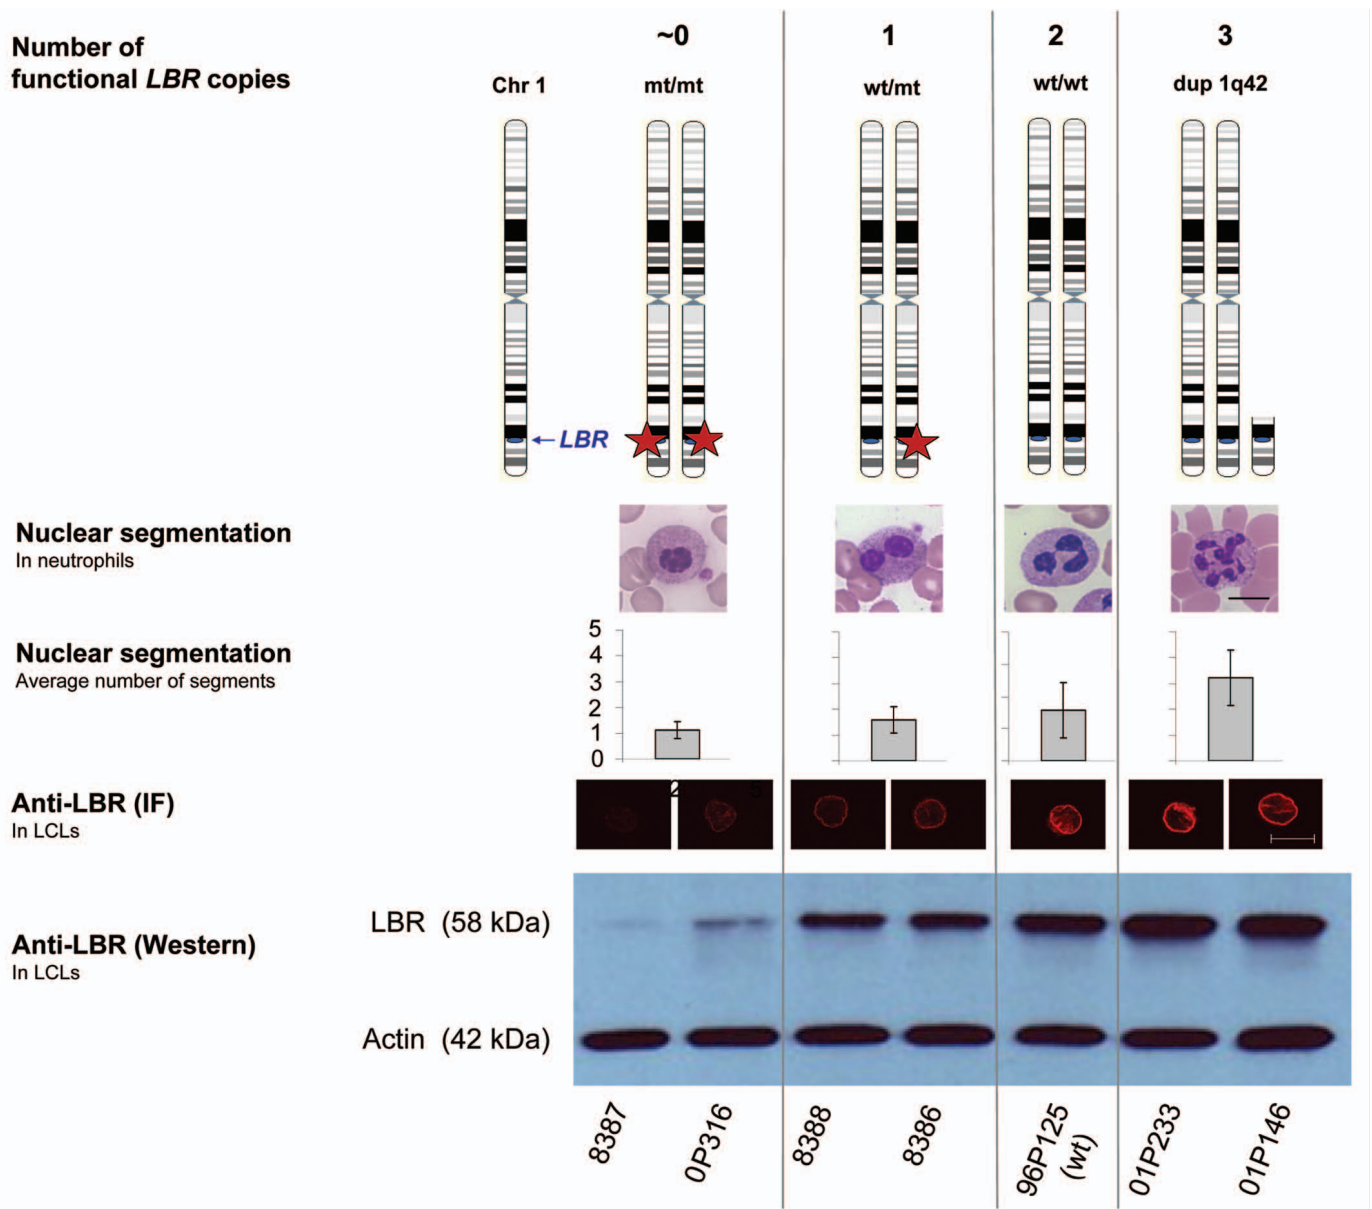 Number of
functional LBR copies
~0
1
2
3
Chr 1
mt/mt
wt/mt
wt/wt
dup 1q42
← LBR
Nuclear segmentation
In neutrophils
Nuclear segmentation
Average number of segments
5
4
3
2
1
0
Anti-LBR (IF)
In LCLs
2
5
Anti-LBR (Western)
In LCLs
LBR (58 kDa)
Actin (42 kDa)
8387
0P316
8388
8386
96P125
(wt)
01P233
01P146